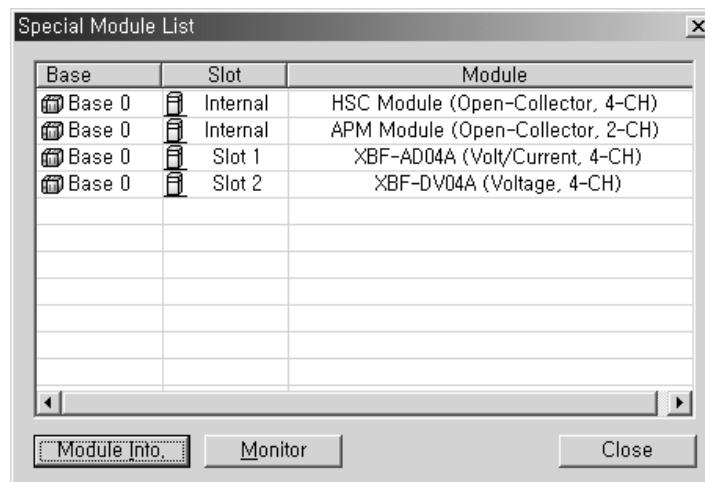 Special Module List
Base Slot Module
Base 0 Internal HSC Module (Open-Collector, 4-CH)
Base 0 Internal APM Module (Open-Collector, 2-CH)
Base 0 Slot 1 XBF-AD04A (Volt/Current, 4-CH)
Base 0 Slot 2 XBF-DV04A (Voltage, 4-CH)
Module Into, Monitor Close